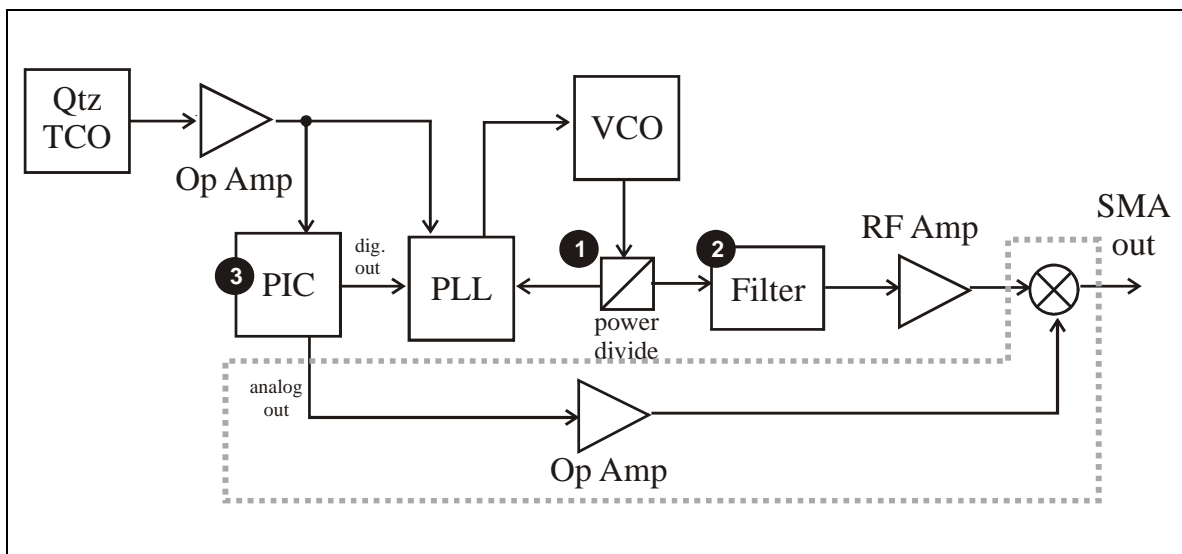 Qtz
TCO
Op Amp
VCO
SMA
out
RF Amp
1
2
3
PIC
dig.
out
PLL
Filter
power
divide
analog
out
Op Amp